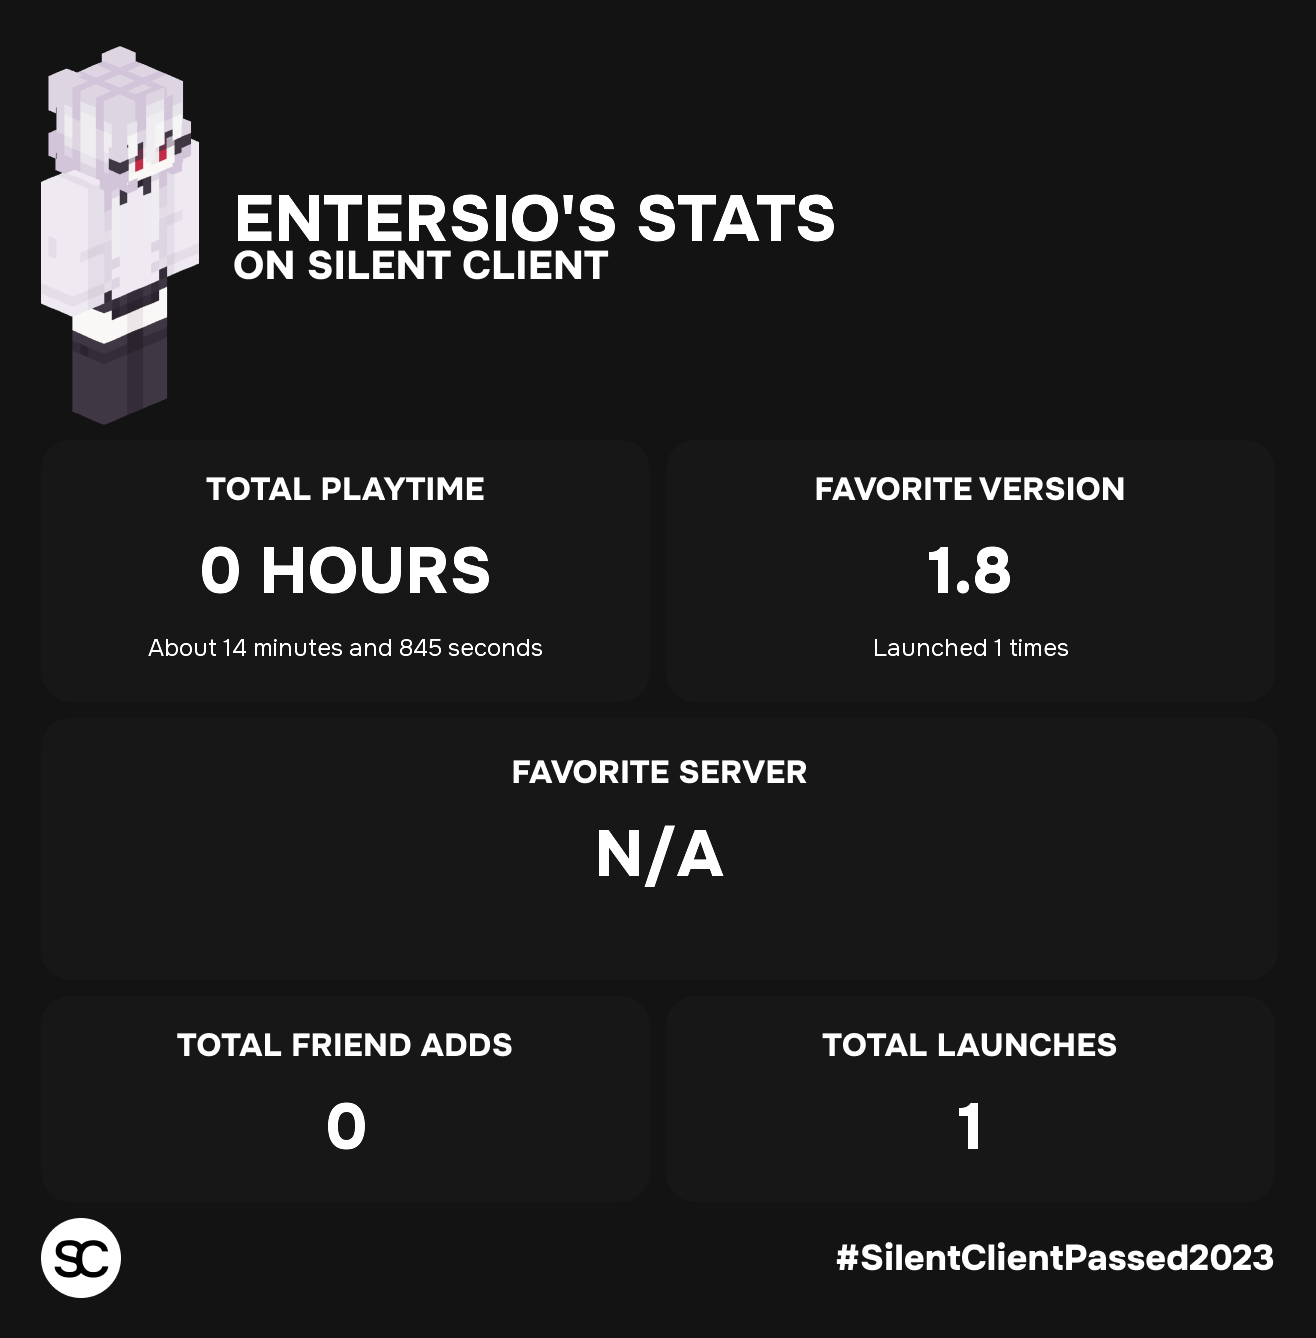 ENTERSIO'S STATS
ON SILENT CLIENT
TOTAL PLAYTIME
0 HOURS
About 14 minutes and 845 seconds
FAVORITE VERSION
1.8
Launched 1 times
FAVORITE SERVER
N/A
TOTAL FRIEND ADDS
0
TOTAL LAUNCHES
1
SC
#SilentClientPassed2023